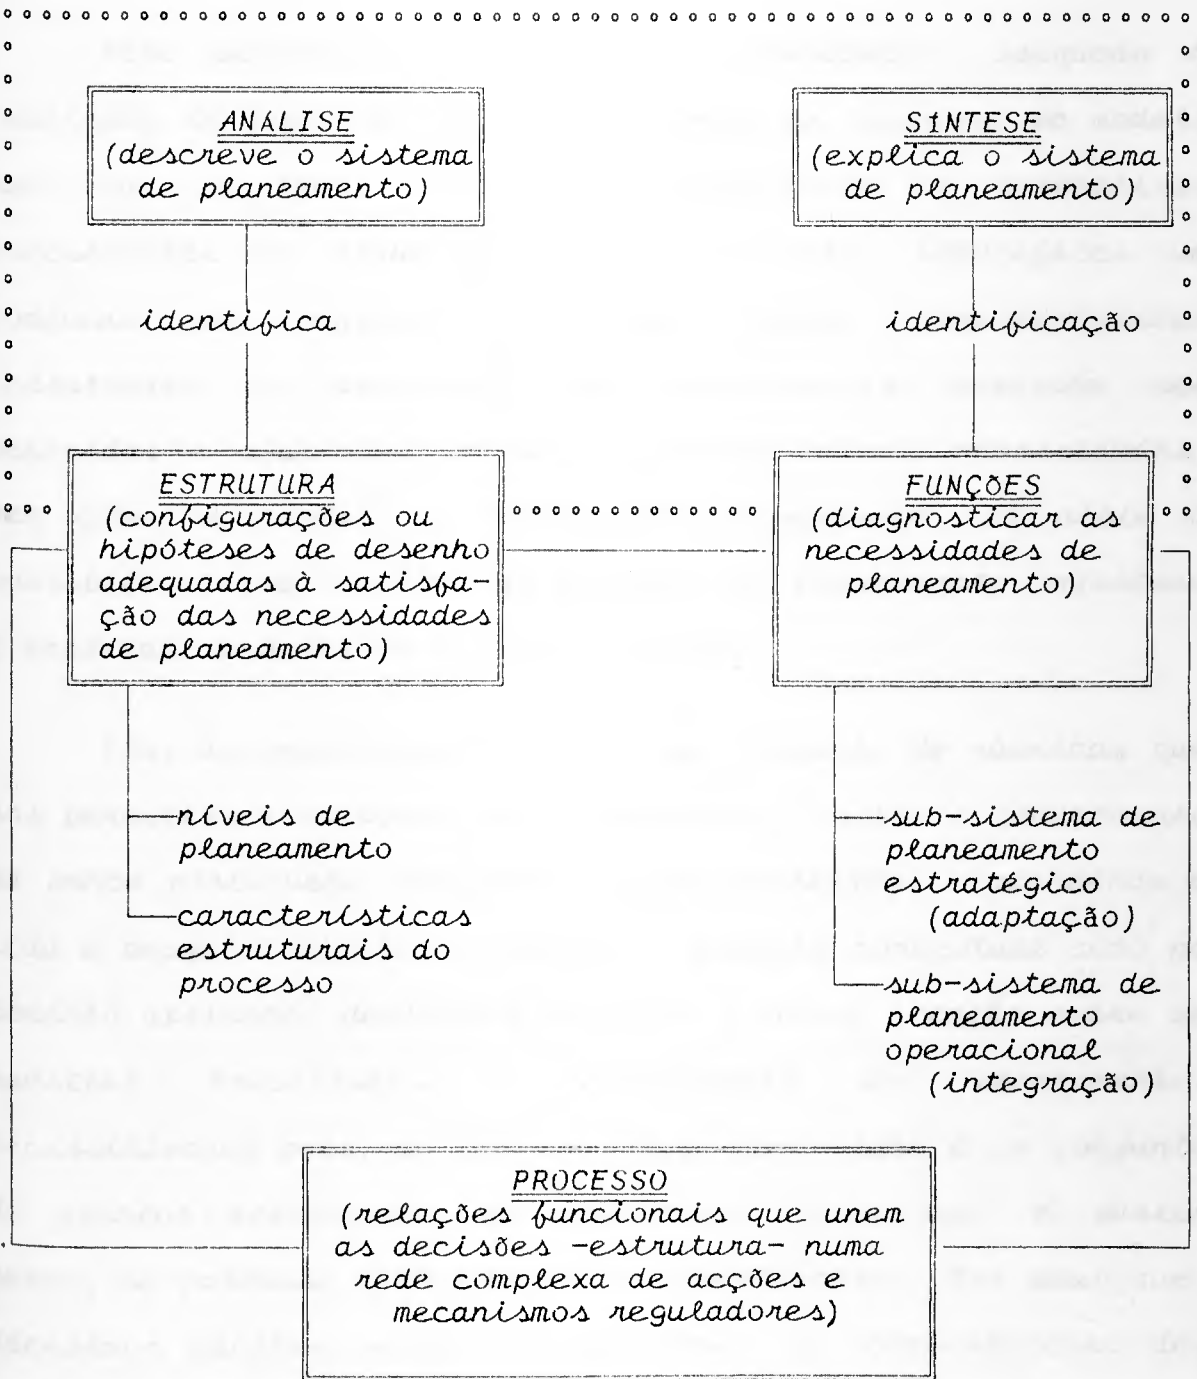 ANÁLISE
(descreve o sistema
de planeamento)
SÍNTESE
(explica o sistema
de planeamento)
identifica
identificação
ESTRUTURA
(configurações ou
hipóteses de desenho
adequadas à satisfa-
ção das necessidades
de planeamento)
FUNÇÕES
(diagnosticar as
necessidades de
planeamento)
níveis de
planeamento
características
estruturais do
processo
sub-sistema de
planeamento
estratégico
(adaptação)
sub-sistema de
planeamento
operacional
(integração)
PROCESSO
(relações funcionais que unem
as decisões -estrutura- numa
rede complexa de acções e
mecanismos reguladores)